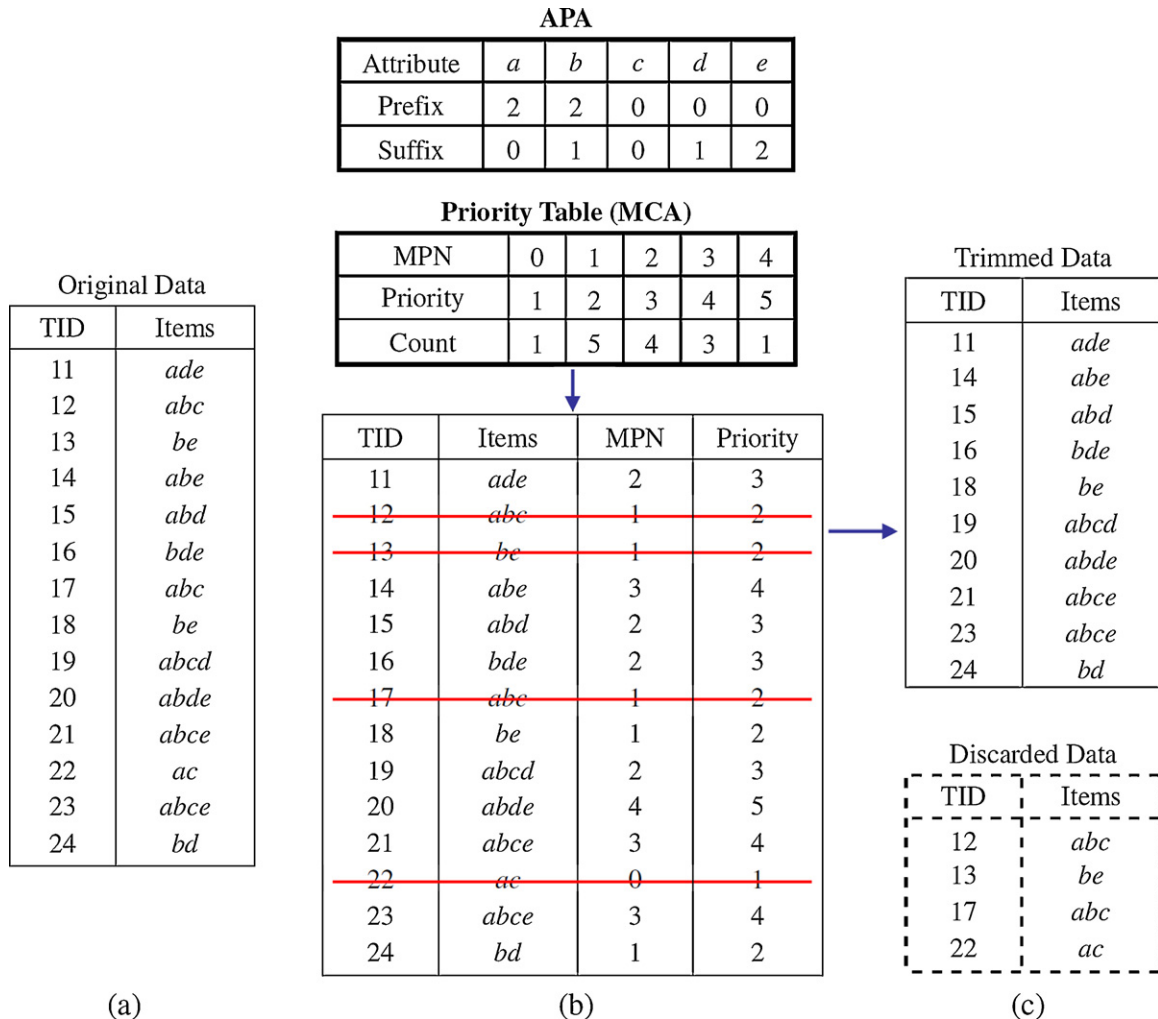 APA
Attribute a b c d e
Prefix 2 2 0 0 0
Suffix 0 1 0 1 2
Priority Table (MCA)
MPN 0 1 2 3 4
Priority 1 2 3 4 5
Count 1 5 4 3 1
Original Data
TID Items
11 ade
12 abc
13 be
14 abe
15 abd
16 bde
17 abc
18 be
19 abcd
20 abde
21 abce
22 ac
23 abce
24 bd
(a)
TID Items MPN Priority
11 ade 2 3
12 abc 1 2
13 be 1 2
14 abe 3 4
15 abd 2 3
16 bde 2 3
17 abc 1 2
18 be 1 2
19 abcd 2 3
20 abde 4 5
21 abce 3 4
22 ac 0 1
23 abce 3 4
24 bd 1 2
(b)
Trimmed Data
TID Items
11 ade
14 abe
15 abd
16 bde
18 be
19 abcd
20 abde
21 abce
23 abce
24 bd
Discarded Data
TID Items
12 abc
13 be
17 abc
22 ac
(c)